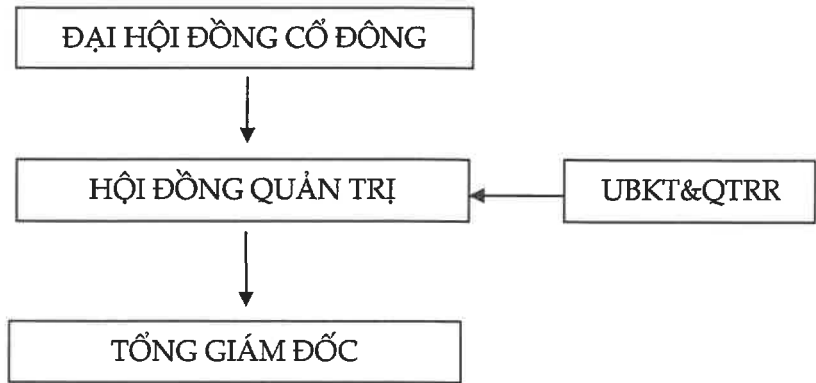 ĐẠI HỘI ĐỒNG CỔ ĐÔNG
HỘI ĐỒNG QUẢN TRỊ
UBKT&QTRR
TỔNG GIÁM ĐỐC